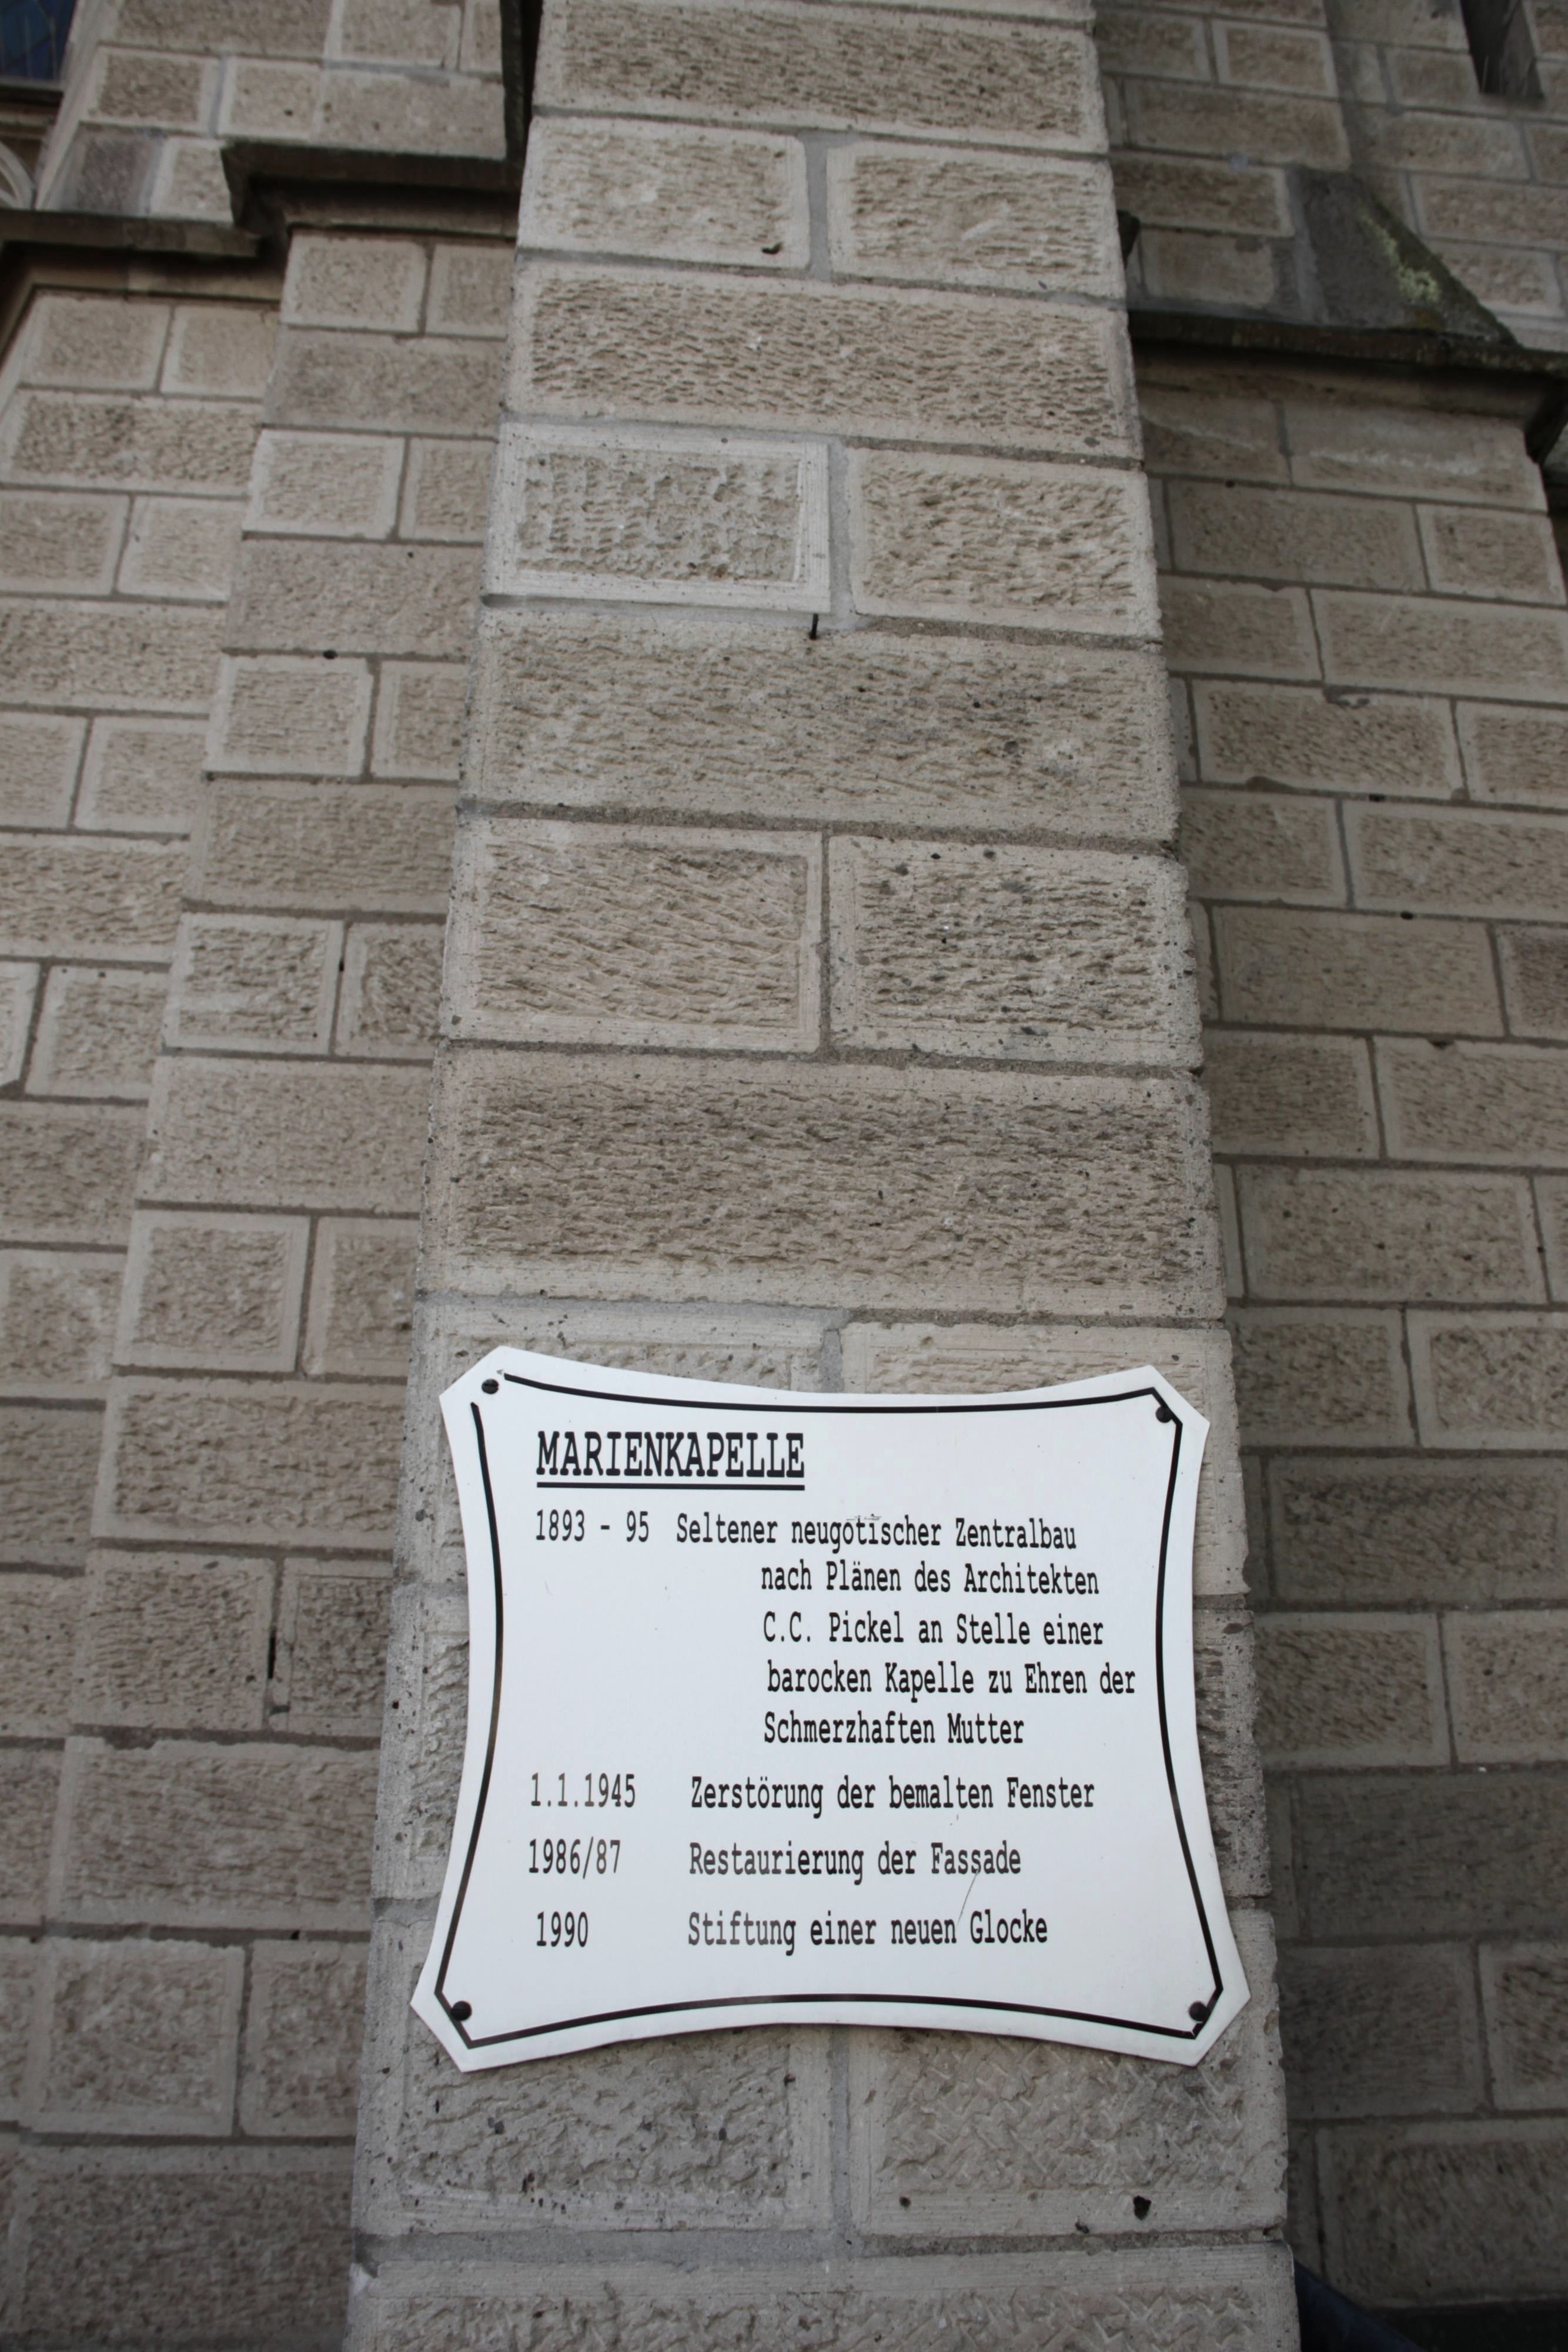 MARIENKAPELLE
1893 - 95 Seltener neugotischer Zentralbau
nach Plänen des Architekten
C.C. Pickel an Stelle einer
barocken Kapelle zu Ehren der
Schmerzhaften Mutter
1.1.1945 Zerstörung der bemalten Fenster
1986/87 Restaurierung der Fassade
1990 Stiftung einer neuen Glocke